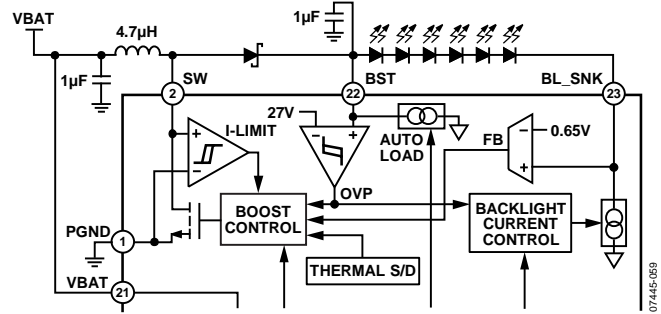 VBAT
4.7µH
1µF
1µF
SW
BST
BL_SNK
2
22
23
27V
I-LIMIT
AUTO
LOAD
FB
0.65V
+
–
–
+
–
+
OVP
PGND
1
BOOST
CONTROL
BACKLIGHT
CURRENT
CONTROL
THERMAL S/D
VBAT
21
07445-059